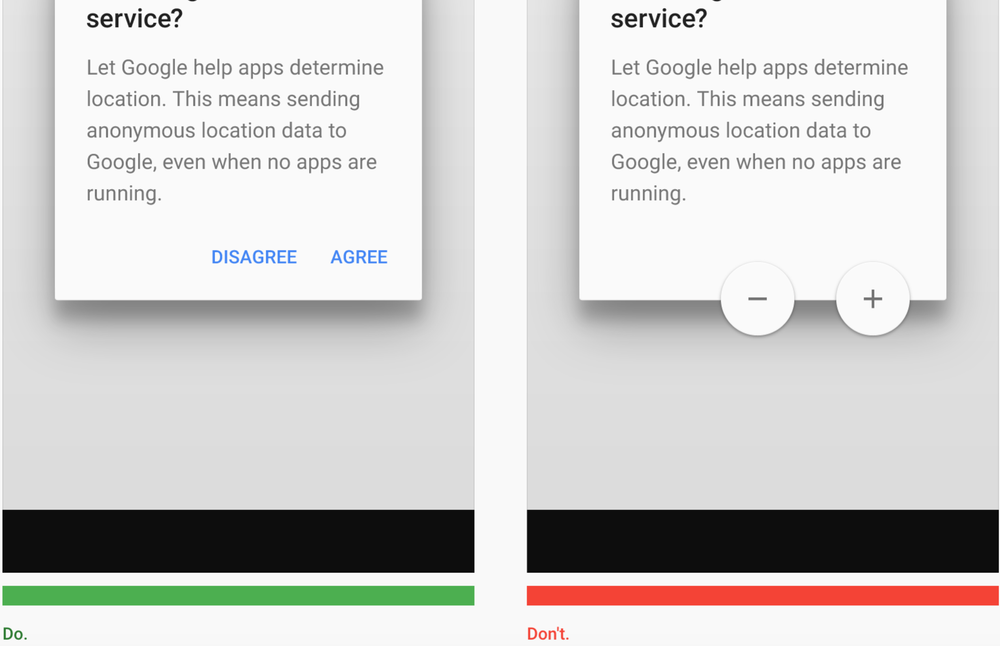 service?
Let Google help apps determine
location. This means sending
anonymous location data to
Google, even when no apps are
running.
DISAGREE AGREE
Do.
service?
Let Google help apps determine
location. This means sending
anonymous location data to
Google, even when no apps are
running.
Don't.